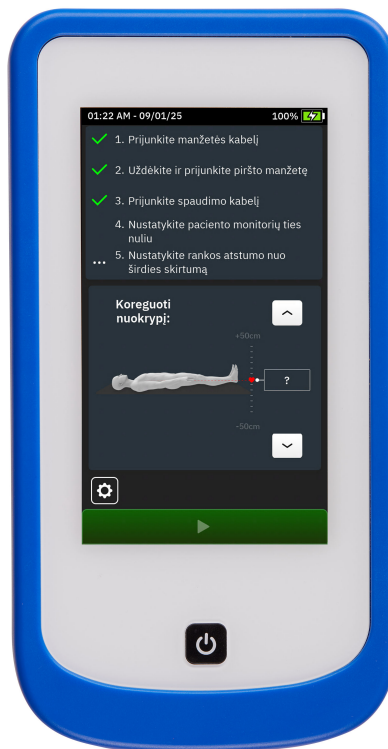 01:22 AM - 09/01/25 100%
1. Prijunkite manžetės kabelį
2. Uždėkite ir prijunkite piršto manžetę
3. Prijunkite spaudimo kabelį
4. Nustatykite paciento monitorių ties
nuliu
... 5. Nustatykite rankos atstumo nuo
širdies skirtumą
Koreguoti
nuokrypį:
+50cm
?
-50cm